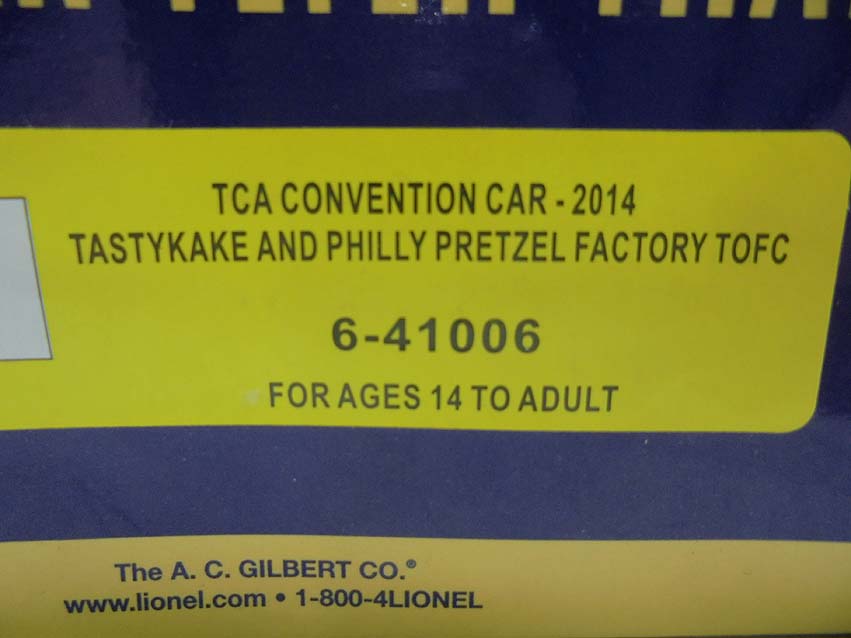 TCA CONVENTION CAR - 2014
TASTYKAKE AND PHILLY PRETZEL FACTORY TOFC
6-41006
FOR AGES 14 TO ADULT
The A. C. GILBERT CO.®
www.lionel.com • 1-800-4LIONEL